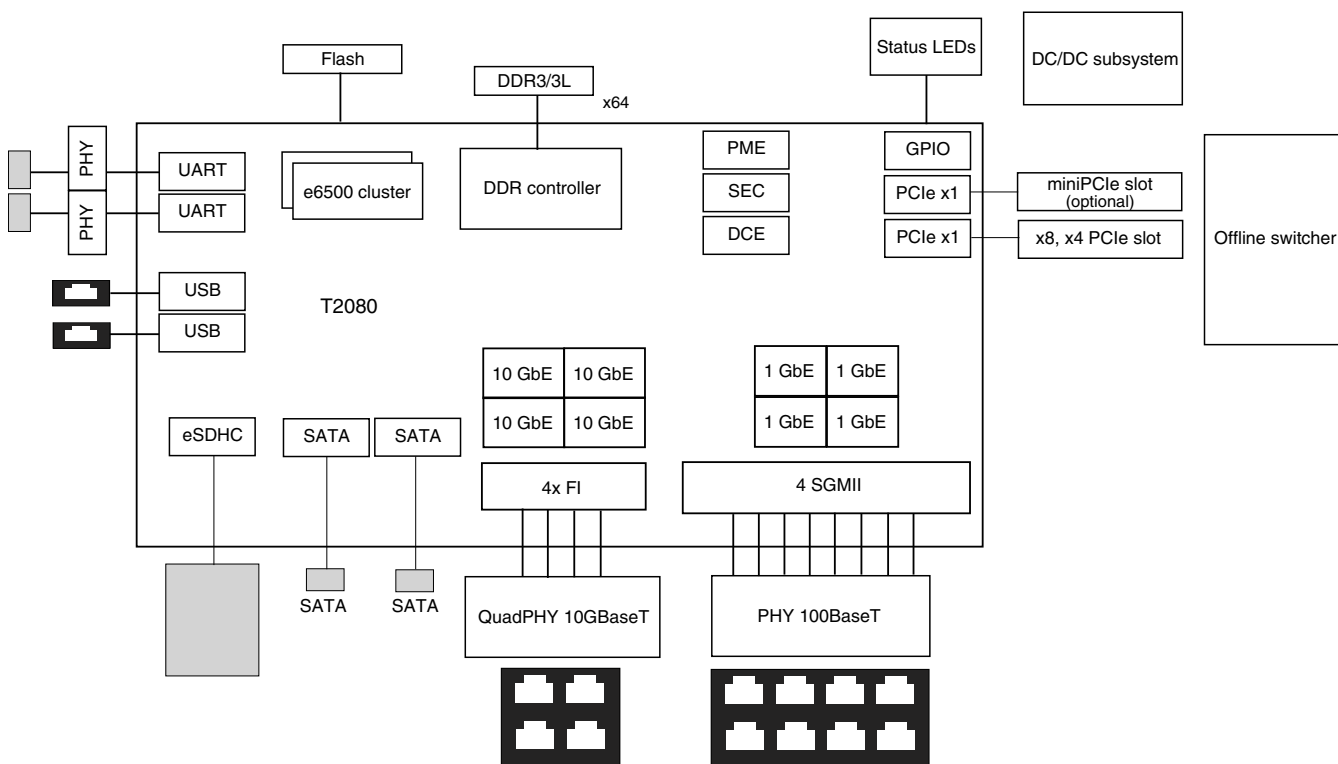 Flash
DDR3/3L
x64
Status LEDs
DC/DC subsystem
PHY
UART
PHY
UART
e6500 cluster
DDR controller
PME
SEC
DCE
GPIO
PCIe x1
PCIe x1
miniPCIe slot
(optional)
x8, x4 PCIe slot
Offline switcher
USB
USB
T2080
10 GbE
10 GbE
10 GbE
10 GbE
1 GbE
1 GbE
1 GbE
1 GbE
eSDHC
SATA
SATA
4x FI
4 SGMII
SATA
SATA
QuadPHY 10GBaseT
PHY 100BaseT